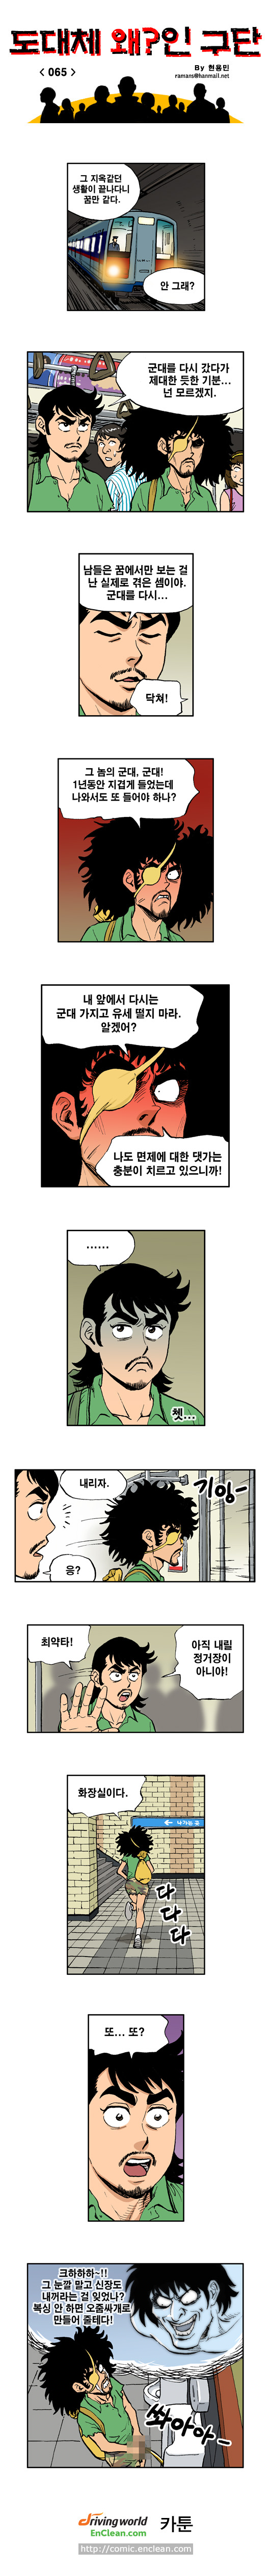 도대체 왜?인 구단
< 065 >
By 현용민
ramans@hanmail.net
그 지옥같던
생활이 끝나다니
꿈만 같다.
안 그래?
군대를 다시 갔다가
제대한 듯한 기분...
넌 모르겠지.
남들은 꿈에서만 보는 걸
난 실제로 겪은 셈이야.
군대를 다시...
닥쳐!
그 놈의 군대, 군대!
1년동안 지겹게 들었는데
나와서도 또 들어야 하나?
내 앞에서 다시는
군대 가지고 유세 떨지 마라.
알겠어?
나도 면제에 대한 댓가는
충분이 치르고 있으니까!
......
쳇...
내리자.
기잉-
응?
최약타!
아직 내릴
정거장이
아니야!
화장실이다.
← 나가는 곳
다
다
다
또... 또?
크하하하~!!
그 눈깔 말고 신장도
내꺼라는 걸 잊었나?
복싱 안 하면 오줌싸개로
만들어 줄테다!
쏴아아-
drivingworld
EnClean.com
카툰
http://comic.enclean.com